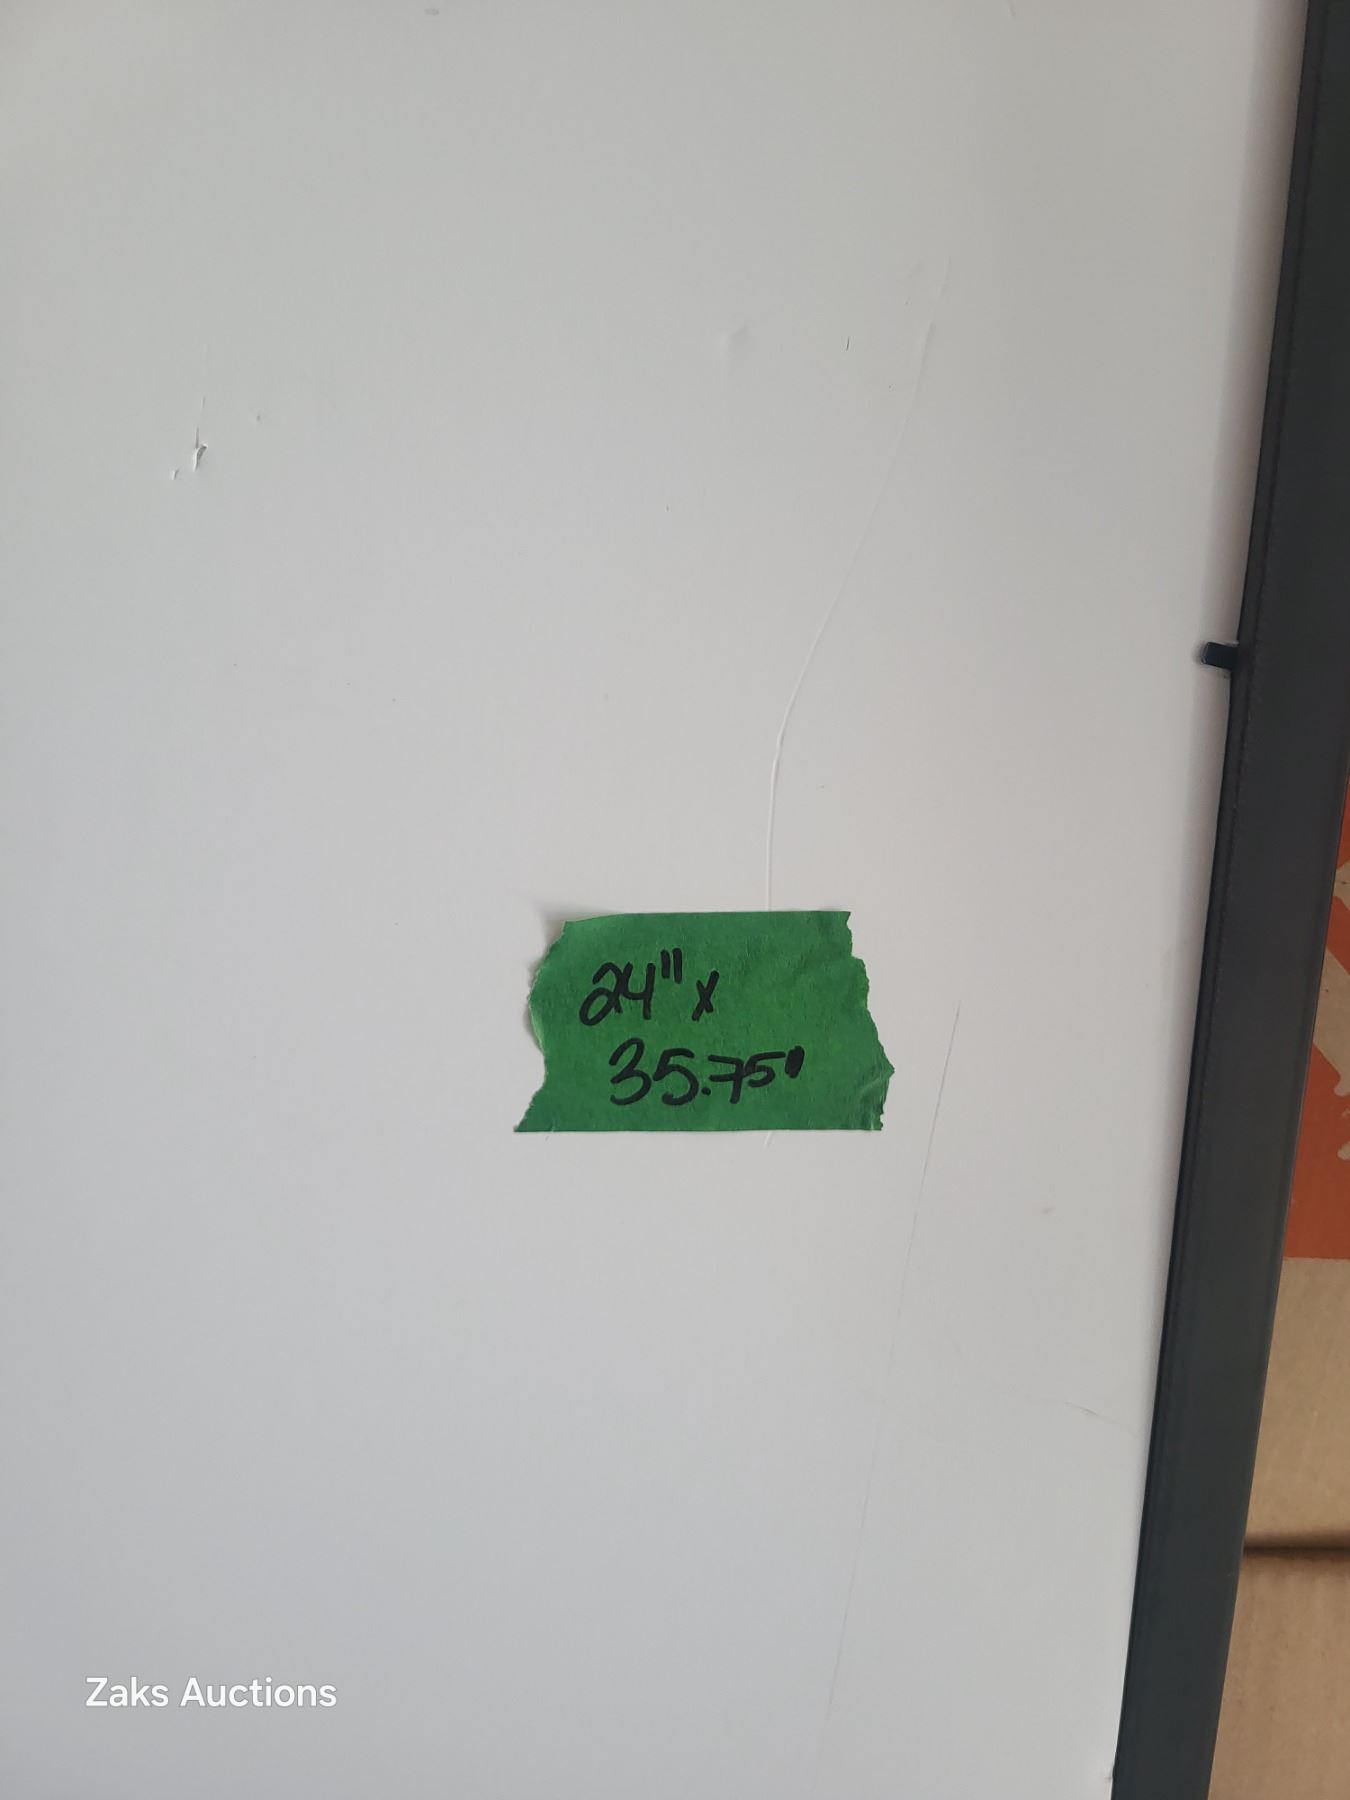 24" x
35.75"
Zaks Auctions